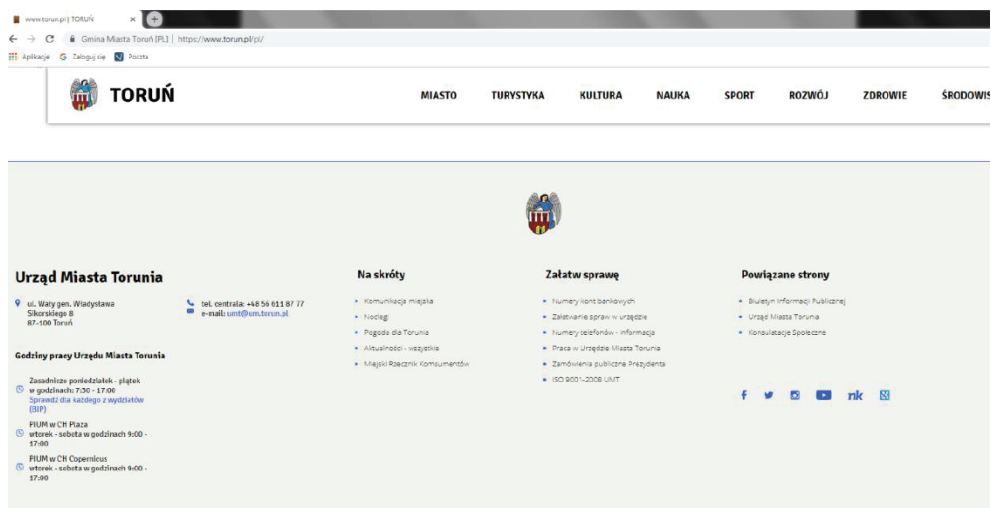 www.torun.pl | TORUŃ
Gmina Miasta Toruń [PL] | https://www.torun.pl/pl/
Aplikacje Zaloguj się Poczta
TORUŃ MIASTO TURYSTYKA KULTURA NAUKA SPORT ROZWÓJ ZDROWIE ŚRODOWIS
Urząd Miasta Torunia
ul. Wały gen. Władysława
Sikorskiego 8
87-100 Toruń
tel. centrala: +48 56 611 87 77
e-mail: umt@um.torun.pl
Godziny pracy Urzędu Miasta Torunia
Zasadnicze poniedziałek - piątek
w godzinach: 7:30 - 17:00
Sprawdź dla każdego z wydziałów
(BIP)
PIUM w CH Plaza
wtorek - sobota w godzinach 9:00 -
17:00
PIUM w CH Copernicus
wtorek - sobota w godzinach 9:00 -
17:00
Na skróty
Komunikacja miejska
Noclegi
Pogoda dla Torunia
Aktualności - wszystkie
Miejski Rzecznik Konsumentów
Załatw sprawę
Numery kont bankowych
Załatwianie spraw w urzędzie
Numery telefonów - informacja
Praca w Urzędzie Miasta Torunia
Zamówienia publiczne Prezydenta
ISO 9001-2008 UMT
Powiązane strony
Biuletyn Informacji Publicznej
Urząd Miasta Torunia
Konsulatacje Społeczne
nk